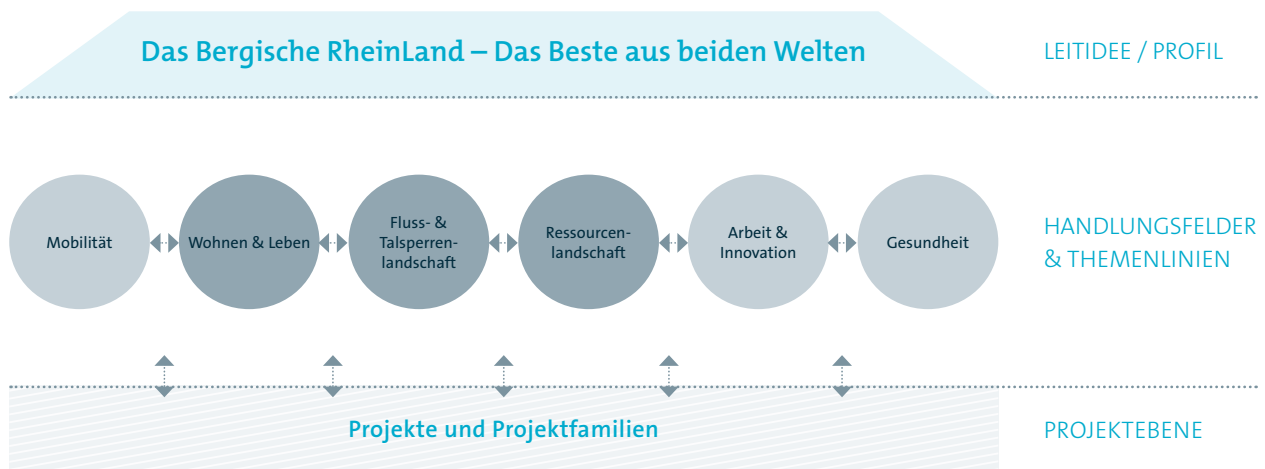 Das Bergische RheinLand – Das Beste aus beiden Welten
LEITIDEE / PROFIL
Mobilität
Wohnen & Leben
Fluss- &
Talsperren-
landschaft
Ressourcen-
landschaft
Arbeit &
Innovation
Gesundheit
HANDLUNGSFELDER
& THEMENLINIEN
Projekte und Projektfamilien
PROJEKTEBENE